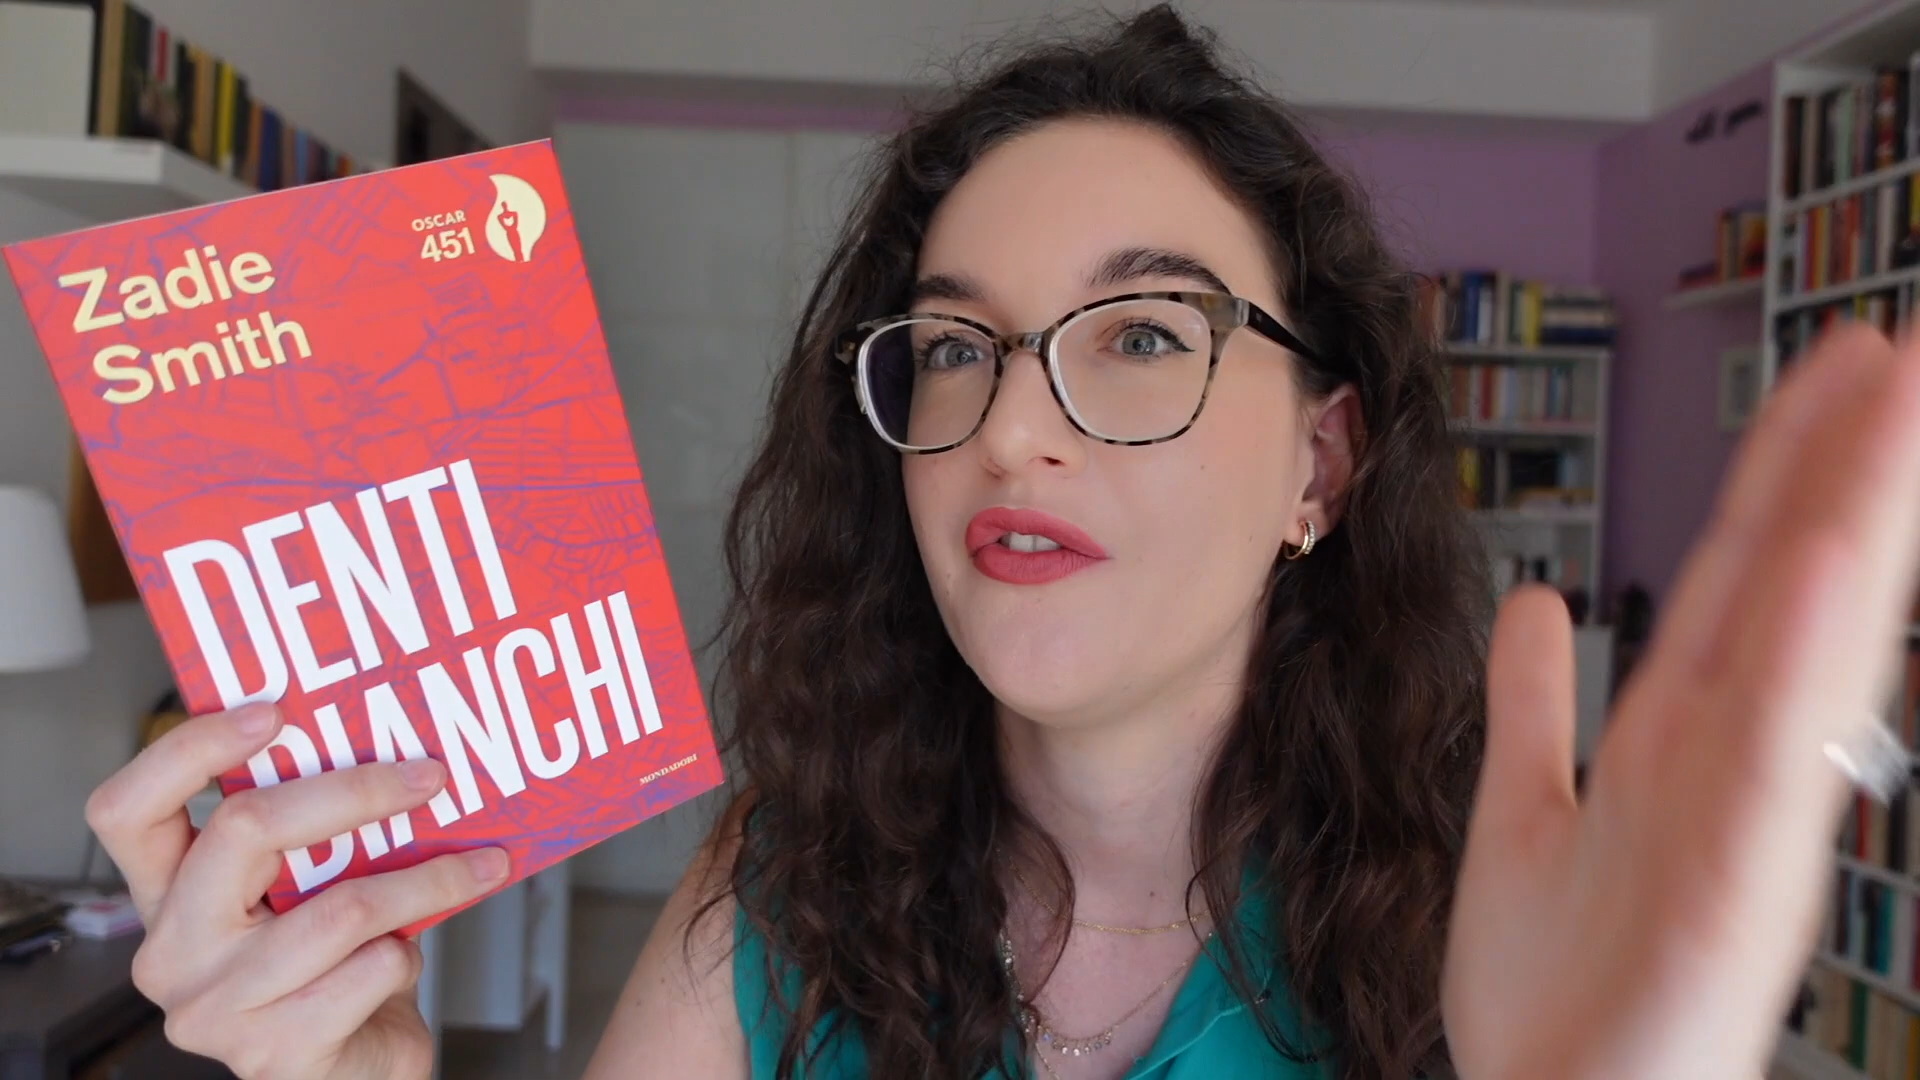 Zadie
Smith
OSCAR
451
DENTI
BIANCHI
MONDADORI